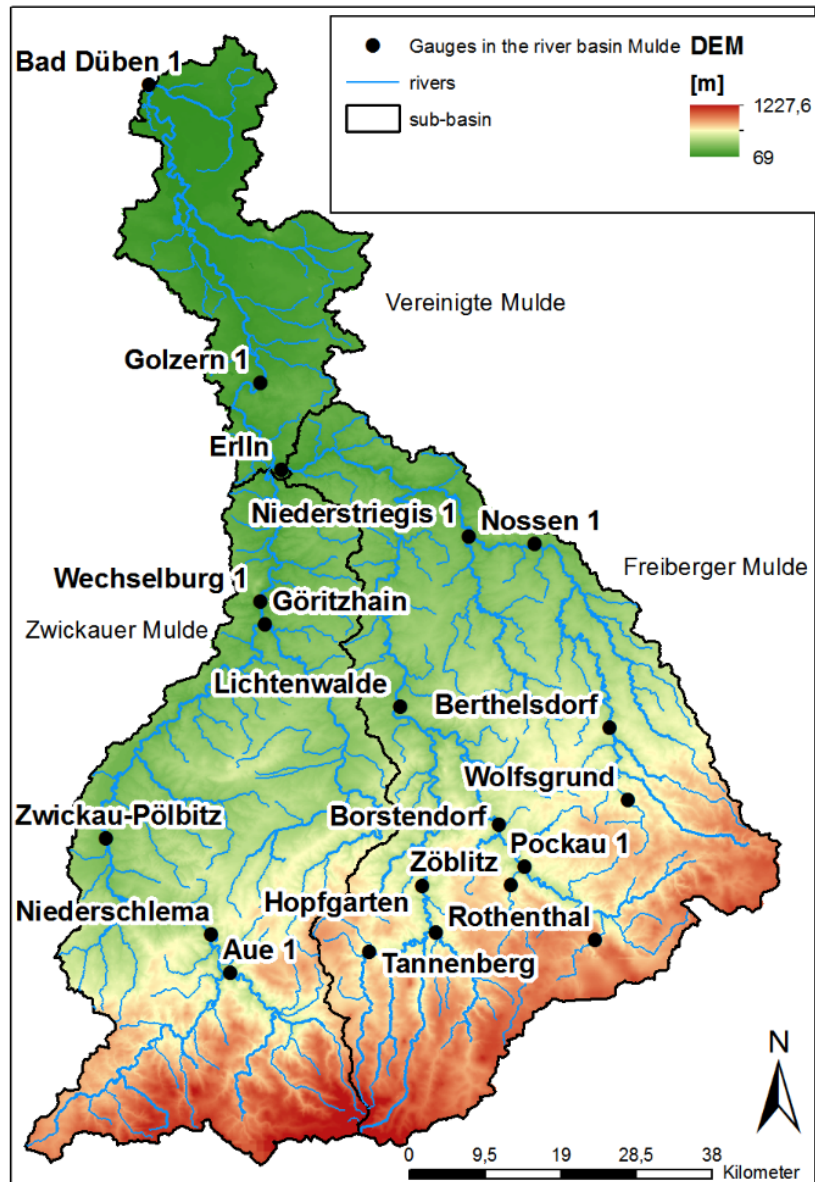 Gauges in the river basin Mulde
DEM
rivers
[m]
sub-basin
1227,6
69
Bad Düben 1
Vereinigte Mulde
Golzern 1
Erlln
Niederstriegis 1
Nossen 1
Freiberger Mulde
Wechselburg 1
Göritzhain
Zwickauer Mulde
Lichtenwalde
Berthelsdorf
Wolfsgrund
Zwickau-Pölbitz
Borstendorf
Pockau 1
Zöblitz
Hopfgarten
Niederschlema
Rothenthal
Aue 1
Tannenberg
N
0 9,5 19 28,5 38
Kilometer